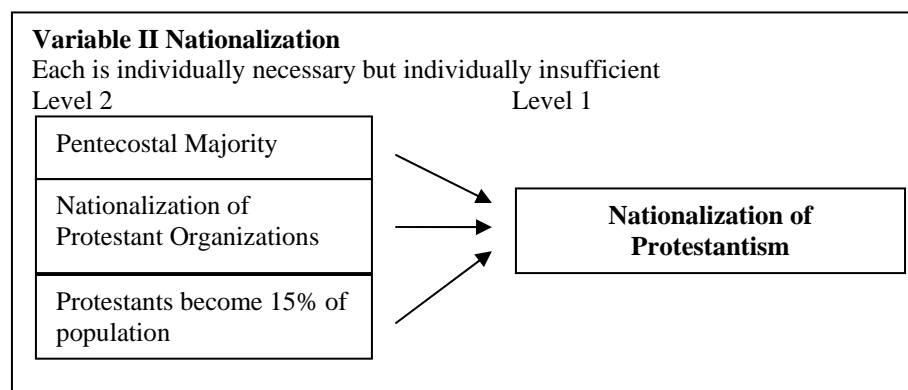 Variable II Nationalization
Each is individually necessary but individually insufficient
Level 2 Level 1
Pentecostal Majority
Nationalization of
Protestant Organizations
Protestants become 15% of
population
Nationalization of
Protestantism